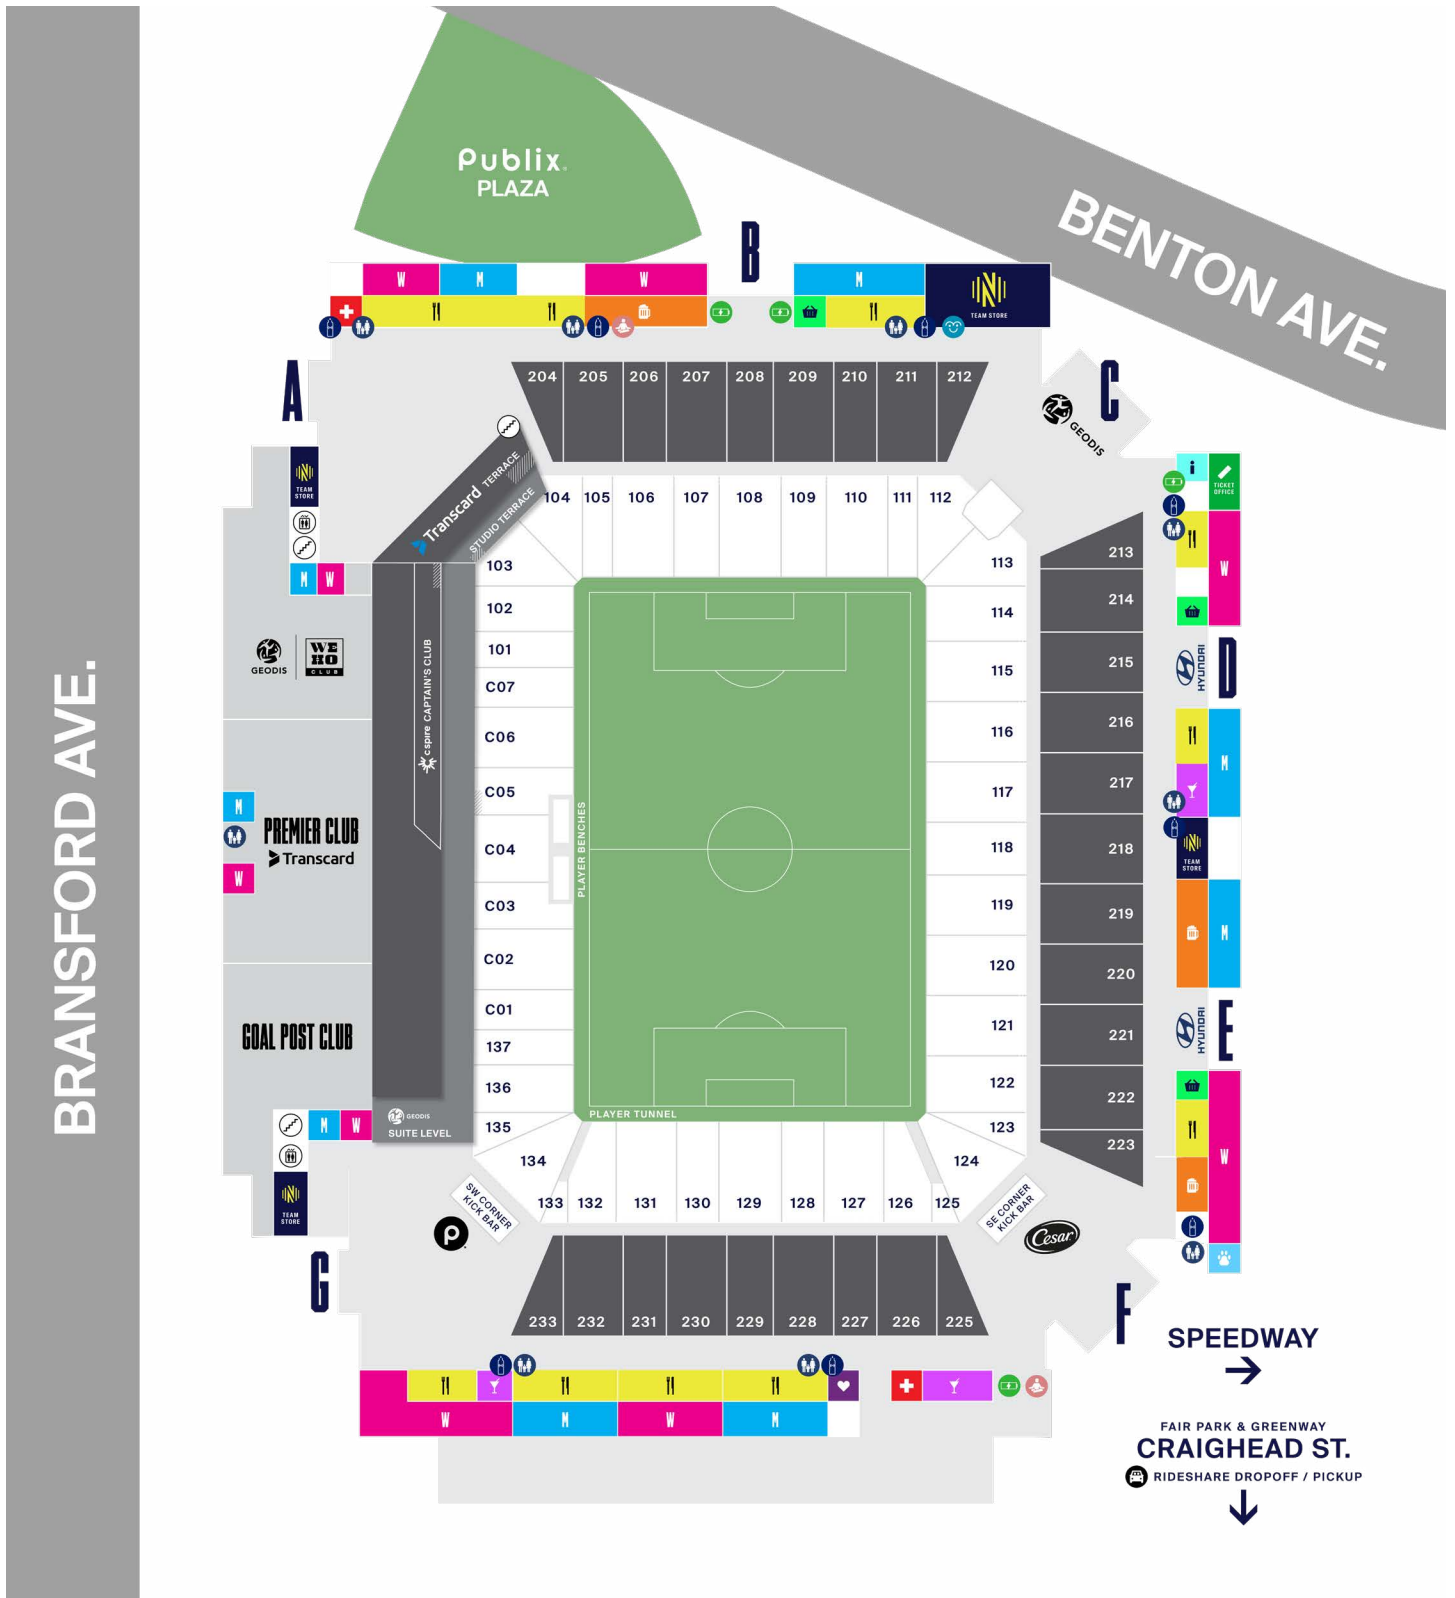 Publix
PLAZA
BENTON AVE.
BRANSFORD AVE.
B
W
M
W
M
TEAM STORE
A
C
GEODIS
204 205 206 207 208 209 210 211 212
TEAM
STORE
Transcard TERRACE
STUDIO TERRACE
104 105 106 107 108 109 110 111 112
i
TICKET
OFFICE
W
M W
103
102
101
C07
C06
C05
C04
C03
C02
C01
137
136
135
134
113
114
115
116
117
118
119
120
121
122
123
124
213
214
215
216
217
218
219
220
221
222
223
GEODIS
WE
HO
CLUB
cspire CAPTAIN'S CLUB
HYUNDAI
D
M
PREMIER CLUB
Transcard
W
PLAYER BENCHES
M
TEAM
STORE
M
GOAL POST CLUB
HYUNDAI
E
PLAYER TUNNEL
M W
GEODIS
SUITE LEVEL
W
TEAM
STORE
133 132 131 130 129 128 127 126 125
SW CORNER
KICK BAR
SE CORNER
KICK BAR
P
Cesar
G
F
233 232 231 230 229 228 227 226 225
W
M
W
M
SPEEDWAY
FAIR PARK & GREENWAY
CRAIGHEAD ST.
RIDESHARE DROPOFF / PICKUP